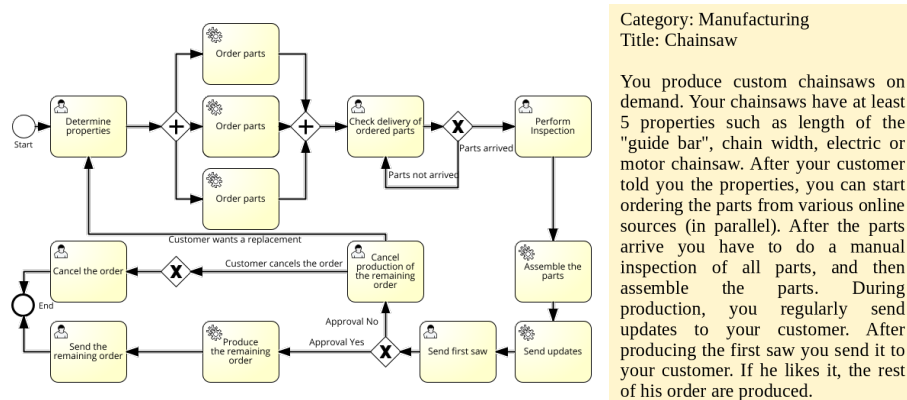 Order parts
Determine
properties
Order parts
Check delivery of
ordered parts
Perform
Inspection
Start
Parts arrived
Parts not arrived
Order parts
Customer wants a replacement
Cancel the order
Customer cancels the order
Cancel
production of
the remaining
order
Assemble the
parts
End
Approval No
Send the
remaining order
Produce
the remaining
order
Approval Yes
Send first saw
Send updates
Category: Manufacturing
Title: Chainsaw
You produce custom chainsaws on
demand. Your chainsaws have at least
5 properties such as length of the
"guide bar", chain width, electric or
motor chainsaw. After your customer
told you the properties, you can start
ordering the parts from various online
sources (in parallel). After the parts
arrive you have to do a manual
inspection of all parts, and then
assemble the parts. During
production, you regularly send
updates to your customer. After
producing the first saw you send it to
your customer. If he likes it, the rest
of his order are produced.